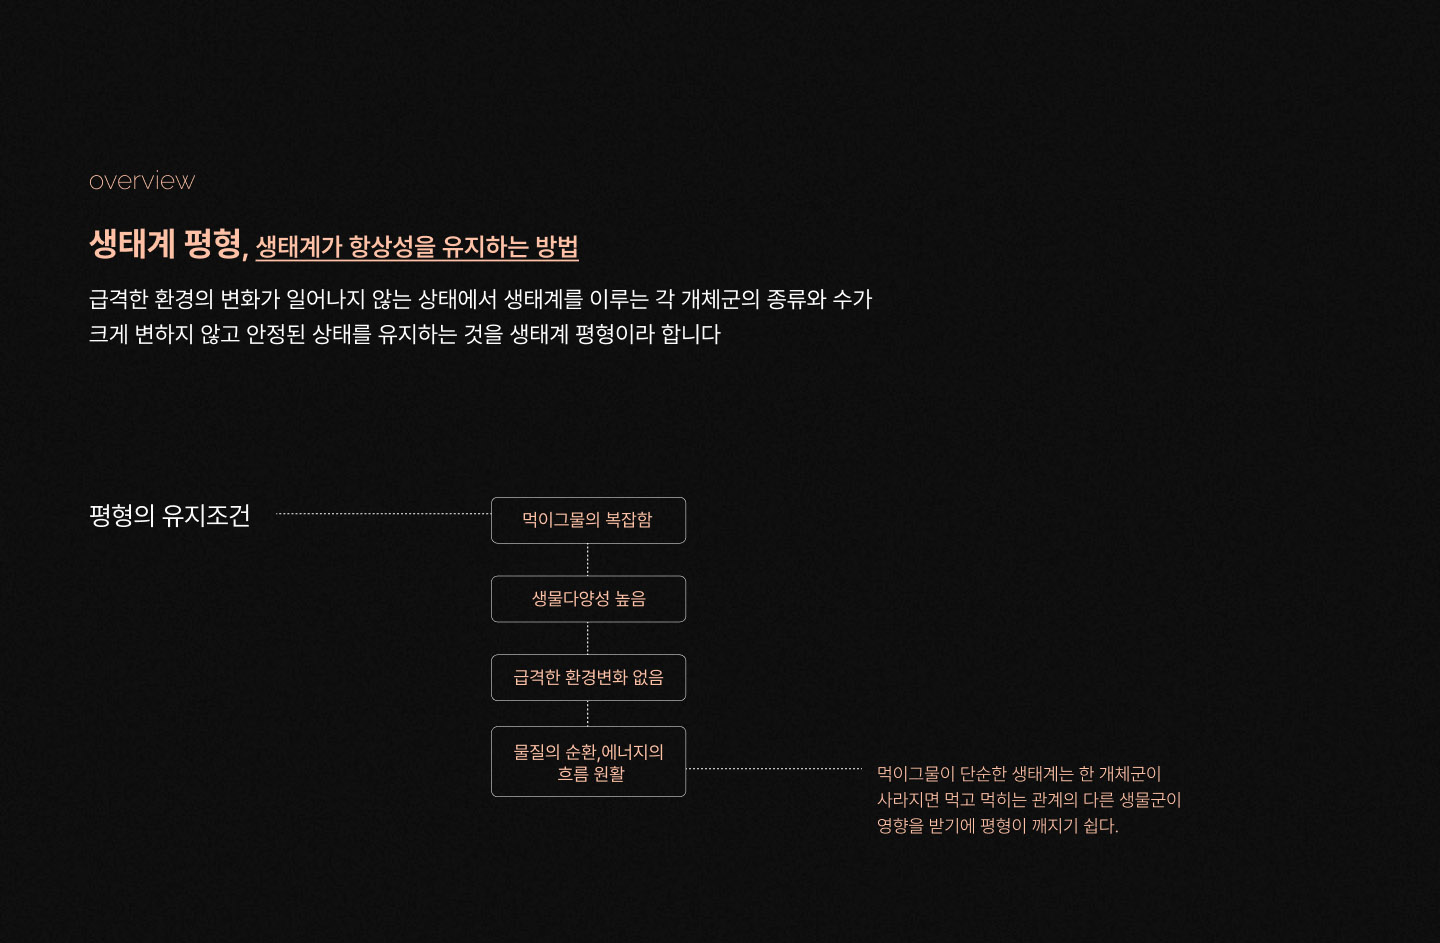 overview
생태계 평형, 생태계가 항상성을 유지하는 방법
급격한 환경의 변화가 일어나지 않는 상태에서 생태계를 이루는 각 개체군의 종류와 수가
크게 변하지 않고 안정된 상태를 유지하는 것을 생태계 평형이라 합니다
평형의 유지조건
먹이그물의 복잡함
생물다양성 높음
급격한 환경변화 없음
물질의 순환,에너지의
흐름 원활
먹이그물이 단순한 생태계는 한 개체군이
사라지면 먹고 먹히는 관계의 다른 생물군이
영향을 받기에 평형이 깨지기 쉽다.